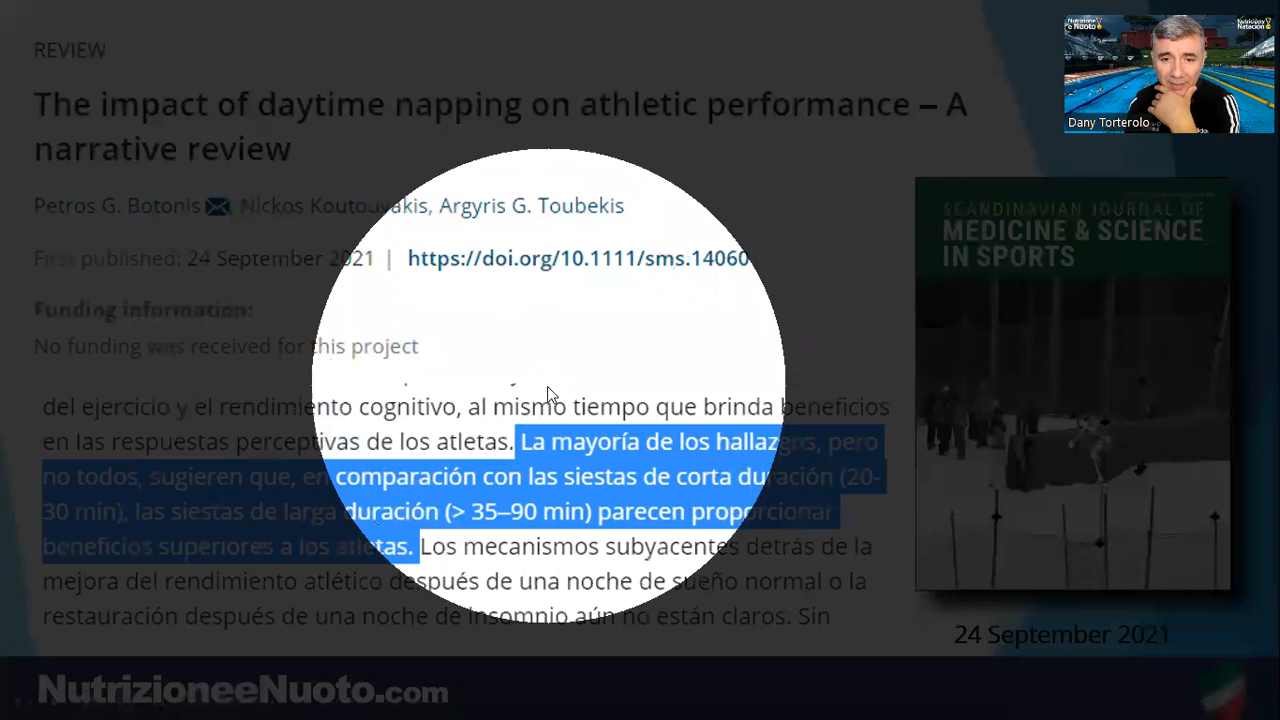 REVIEW
The impact of daytime napping on athletic performance – A
narrative review
Petros G. Botonis Nickos Koutouvakis, Argyris G. Toubekis
First published: 24 September 2021 | https://doi.org/10.1111/sms.14060
Funding information:
No funding was received for this project
del ejercicio y el rendimiento cognitivo, al mismo tiempo que brinda beneficios
en las respuestas perceptivas de los atletas. La mayoría de los hallazgos, pero
no todos, sugieren que, en comparación con las siestas de corta duración (20-
30 min), las siestas de larga duración (> 35–90 min) parecen proporcionar
beneficios superiores a los atletas. Los mecanismos subyacentes detrás de la
mejora del rendimiento atlético después de una noche de sueño normal o la
restauración después de una noche de insomnio aún no están claros. Sin
SCANDINAVIAN JOURNAL OF
MEDICINE & SCIENCE
IN SPORTS
24 September 2021
Nutrizione
e Nuoto
Nutrición y
Natación
Dany Torterolo
NutrizioneeNuoto.com